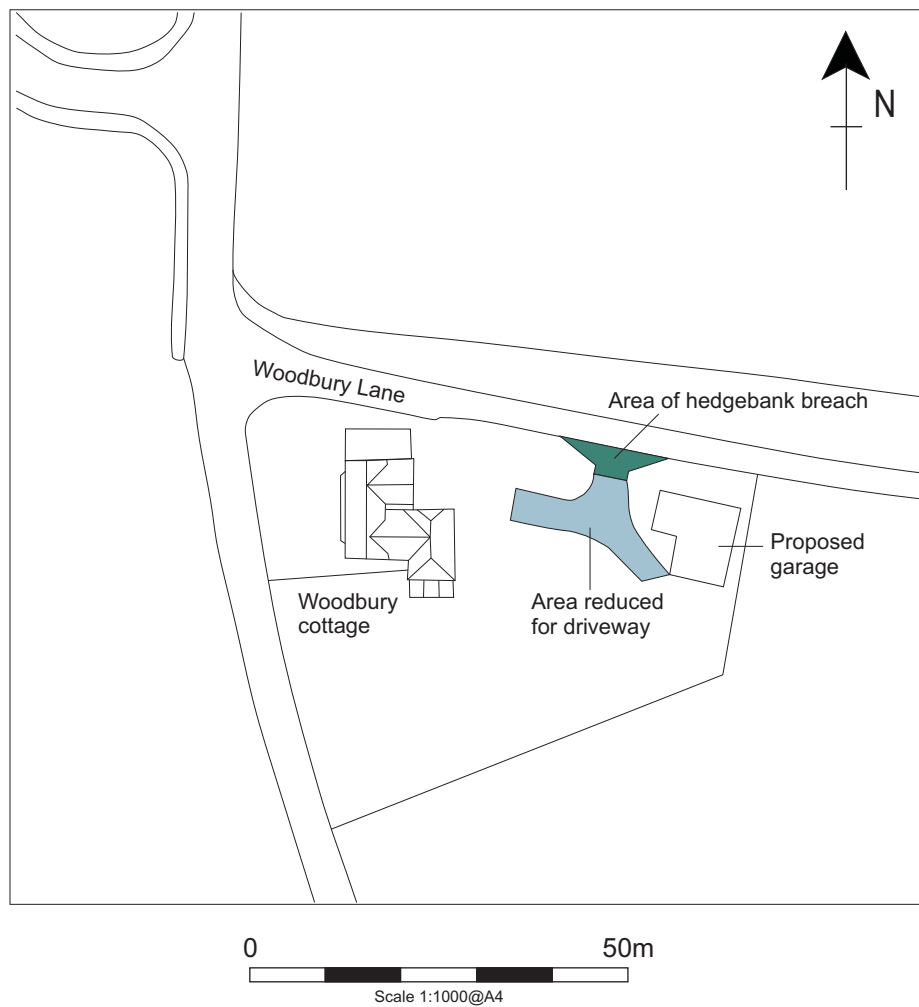 N
Woodbury Lane
Area of hedgebank breach
Proposed
garage
Woodbury
cottage
Area reduced
for driveway
0
50m
Scale 1:1000@A4